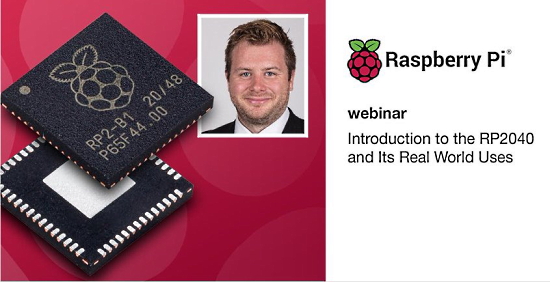 RP2-B1 20/48
P65F44.00
Raspberry Pi®
webinar
Introduction to the RP2040
and Its Real World Uses